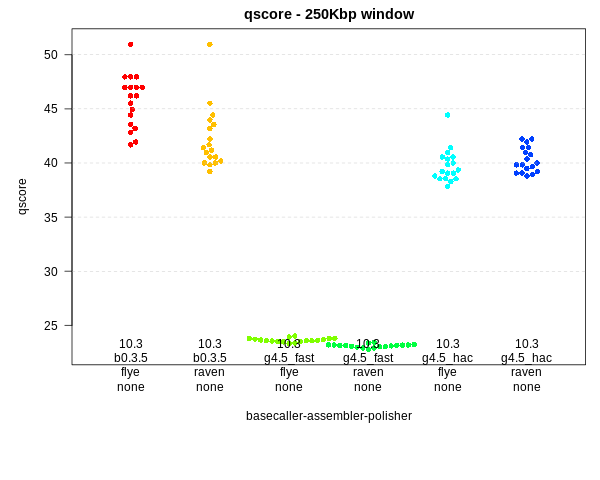 qscore - 250Kbp window
50
45
40
35
30
25
qscore
10.3 10.3 10.3 10.3 10.3 10.3
b0.3.5 b0.3.5 g4.5_fast g4.5_fast g4.5_hac g4.5_hac
flye raven flye raven flye raven
none none none none none none
basecaller-assembler-polisher